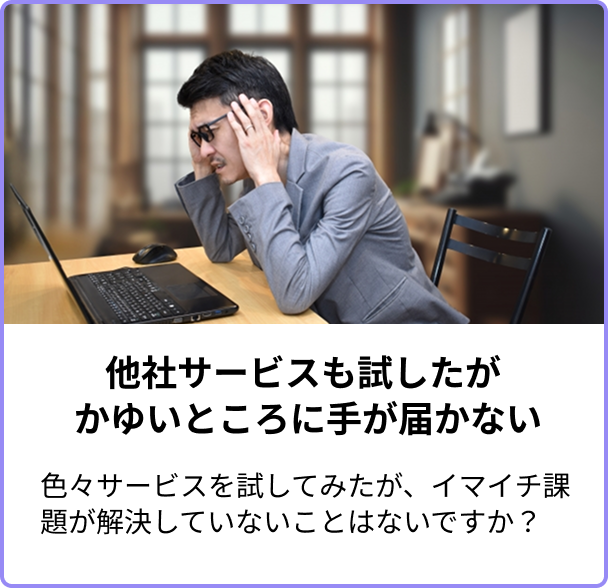 他社サービスも試したが
かゆいところに手が届かない
色々サービスを試してみたが、イマイチ課
題が解決していないことはないですか？